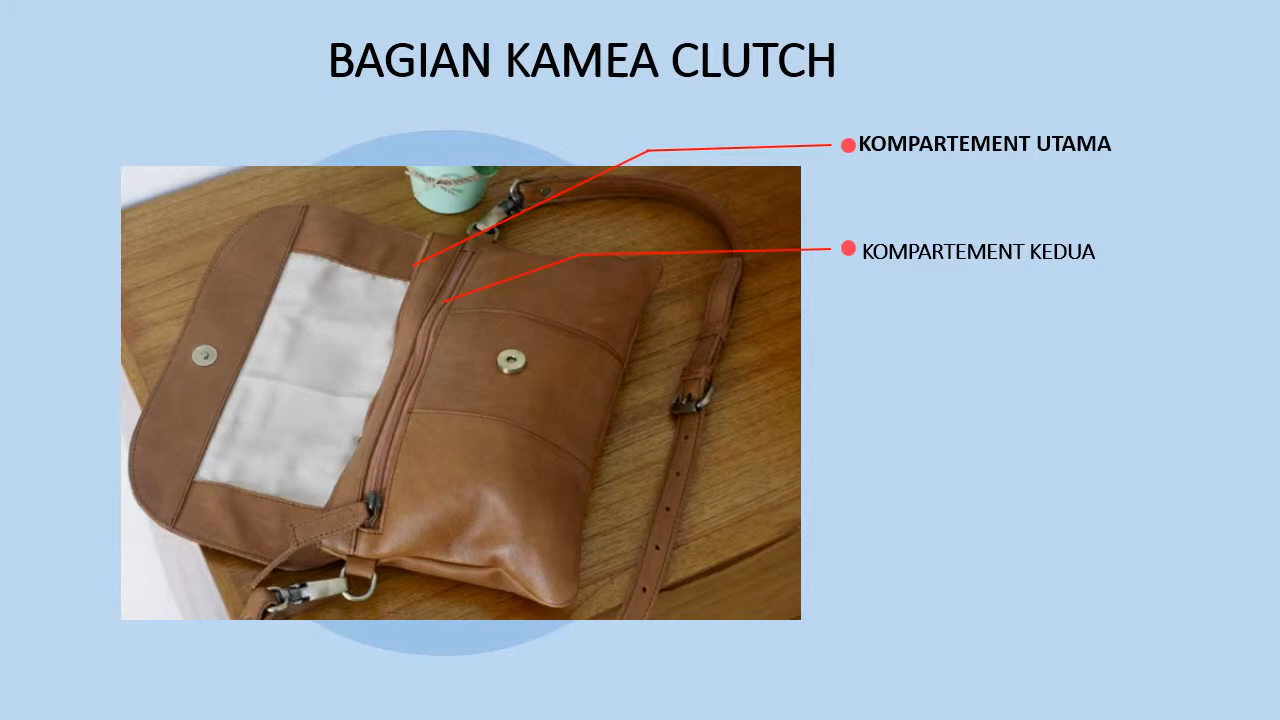 BAGIAN KAMEA CLUTCH
KOMPARTEMENT UTAMA
KOMPARTEMENT KEDUA